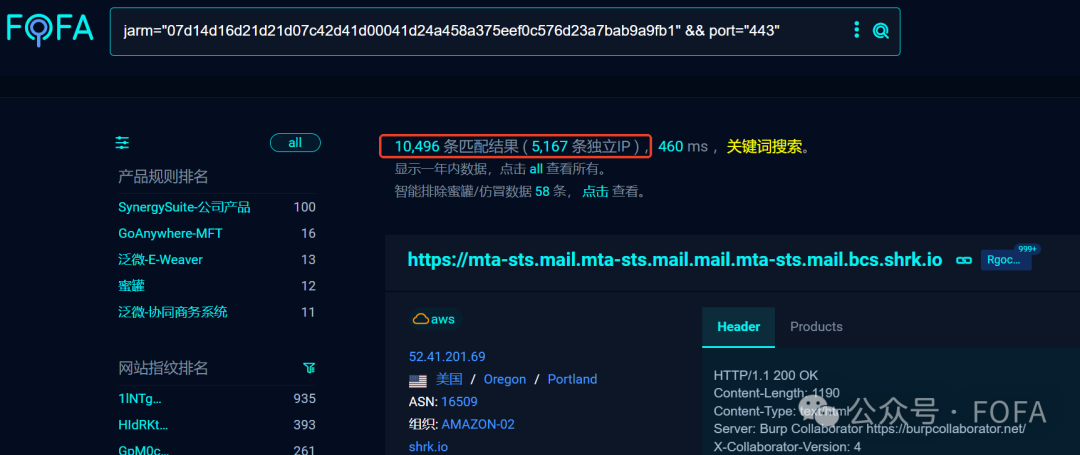 FOFA
jarm="07d14d16d21d21d07c42d41d00041d24a458a375eef0c576d23a7bab9a9fb1" && port="443"
all
10,496 条匹配结果 ( 5,167 条独立IP ) ， 460 ms ，关键词搜索。
显示一年内数据，点击 all 查看所有。
智能排除蜜罐/仿冒数据 58 条， 点击 查看。
产品规则排名
SynergySuite-公司产品 100
GoAnywhere-MFT 16
泛微-E-Weaver 13
蜜罐 12
泛微-协同商务系统 11
网站指纹排名
1lNTg... 935
HIdRKt... 393
GpM0c... 261
https://mta-sts.mail.mta-sts.mail.mail.mta-sts.mail.bcs.shrk.io
Rgoc...
999+
aws
52.41.201.69
美国 / Oregon / Portland
ASN: 16509
组织: AMAZON-02
shrk.io
Header Products
HTTP/1.1 200 OK
Content-Length: 1190
Content-Type: text/html
Server: Burp Collaborator https://burpcollaborator.net/
X-Collaborator-Version: 4
公众号 · FOFA